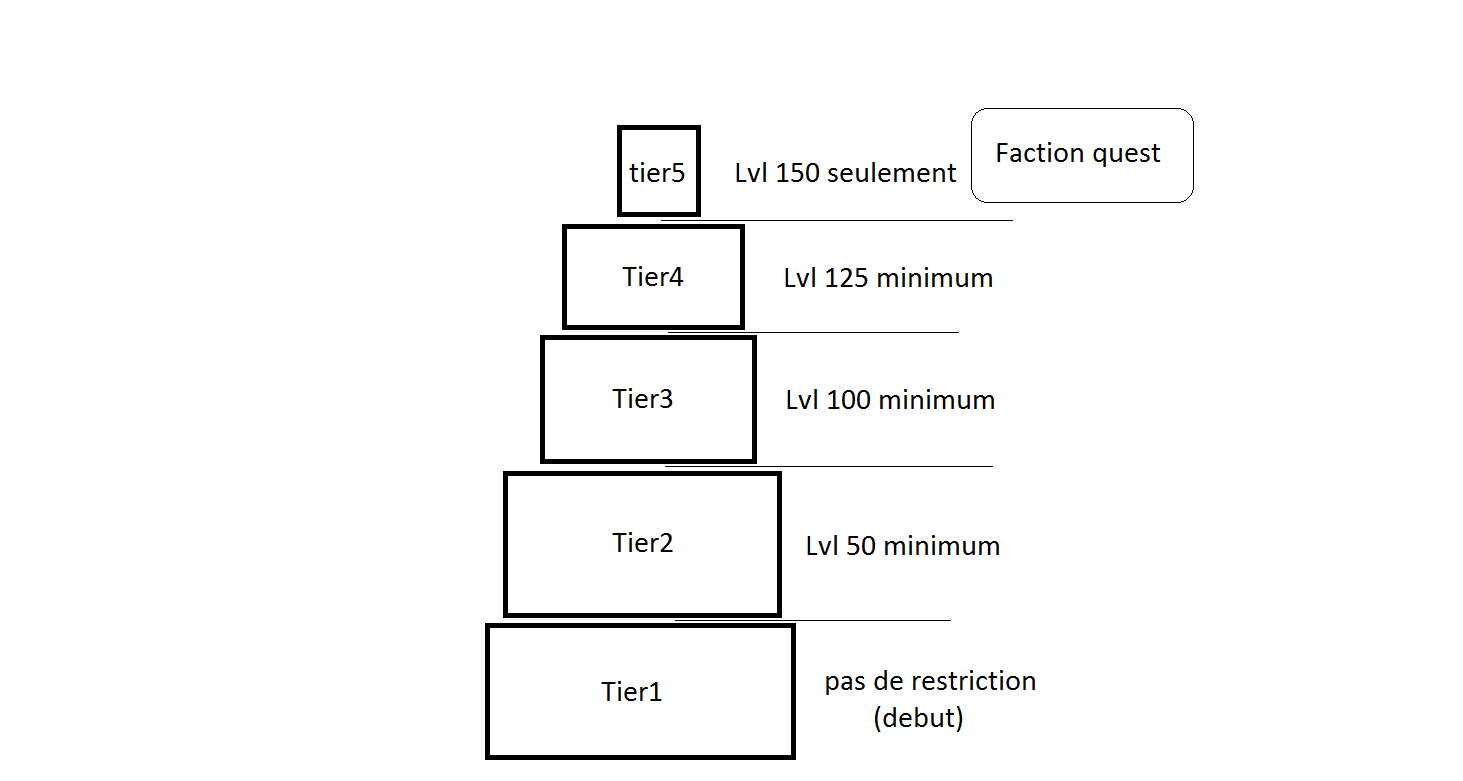 Faction quest
tier5
Lvl 150 seulement
Tier4
Lvl 125 minimum
Tier3
Lvl 100 minimum
Tier2
Lvl 50 minimum
Tier1
pas de restriction
(debut)